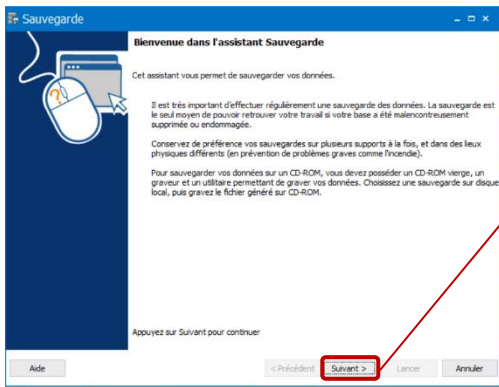 Sauvegarde
Bienvenue dans l'assistant Sauvegarde
Cet assistant vous permet de sauvegarder vos données.
Il est très important d'effectuer régulièrement une sauvegarde des données. La sauvegarde est
le seul moyen de pouvoir retrouver votre travail si votre base a été malencontreusement
supprimée ou endommagée.
Conservez de préférence vos sauvegardes sur plusieurs supports à la fois, et dans des lieux
physiques différents (en prévention de problèmes graves comme l'incendie).
Pour sauvegarder vos données sur un CD-ROM, vous devez posséder un CD-ROM vierge, un
graveur et un utilitaire permettant de graver vos données. Choisissez une sauvegarde sur disque
local, puis gravez le fichier généré sur CD-ROM.
Appuyez sur Suivant pour continuer
Aide < Précédent Suivant > Lancer Annuler